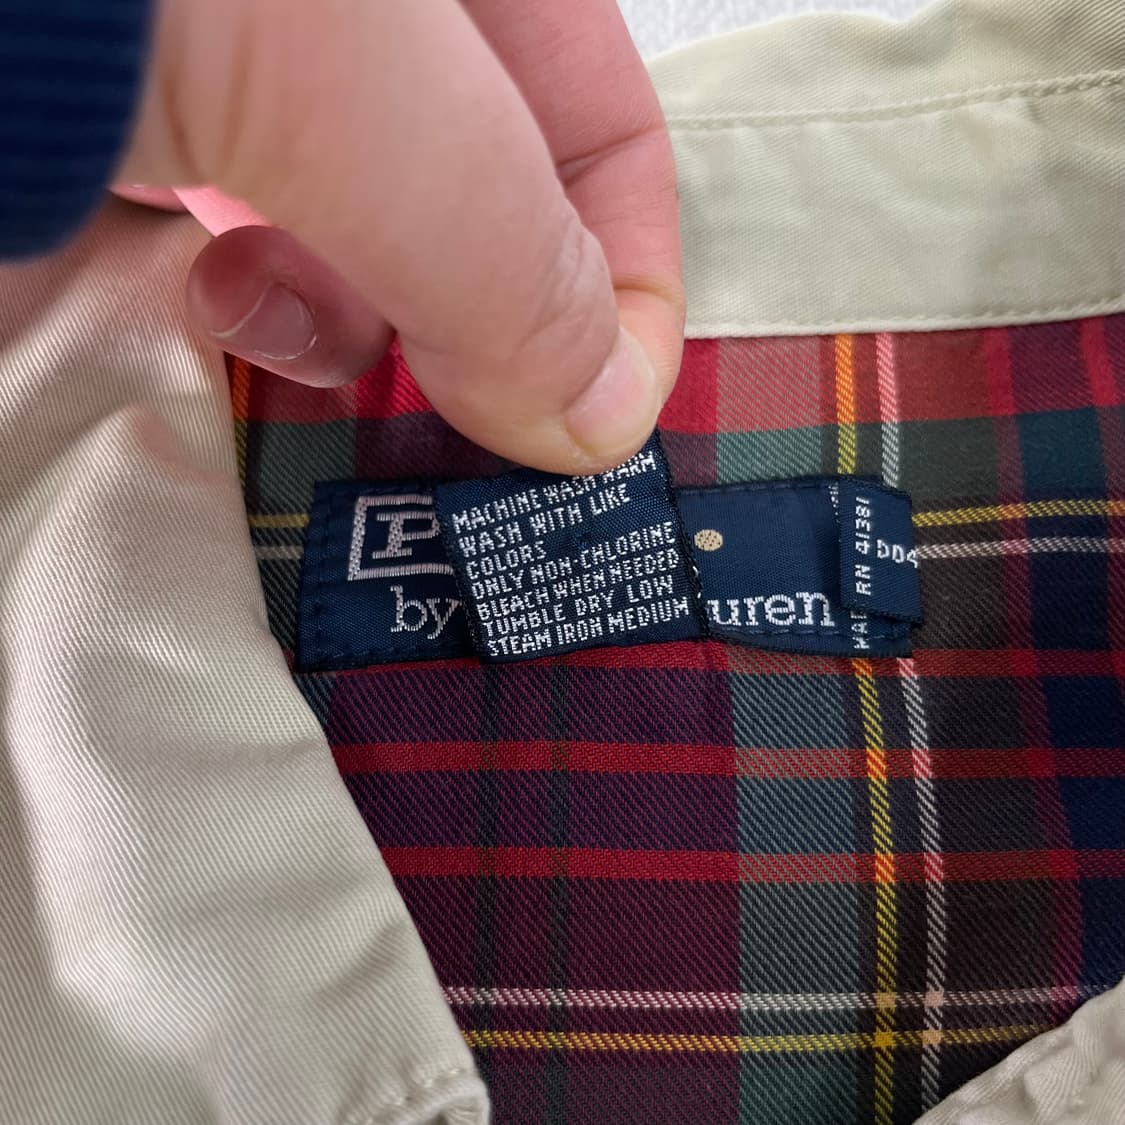 P
by
uren
MACHINE WASH WARM
WASH WITH LIKE
COLORS
ONLY NON-CHLORINE
BLEACH WHEN NEEDED
TUMBLE DRY LOW
STEAM IRON MEDIUM
RN 41381
DD4